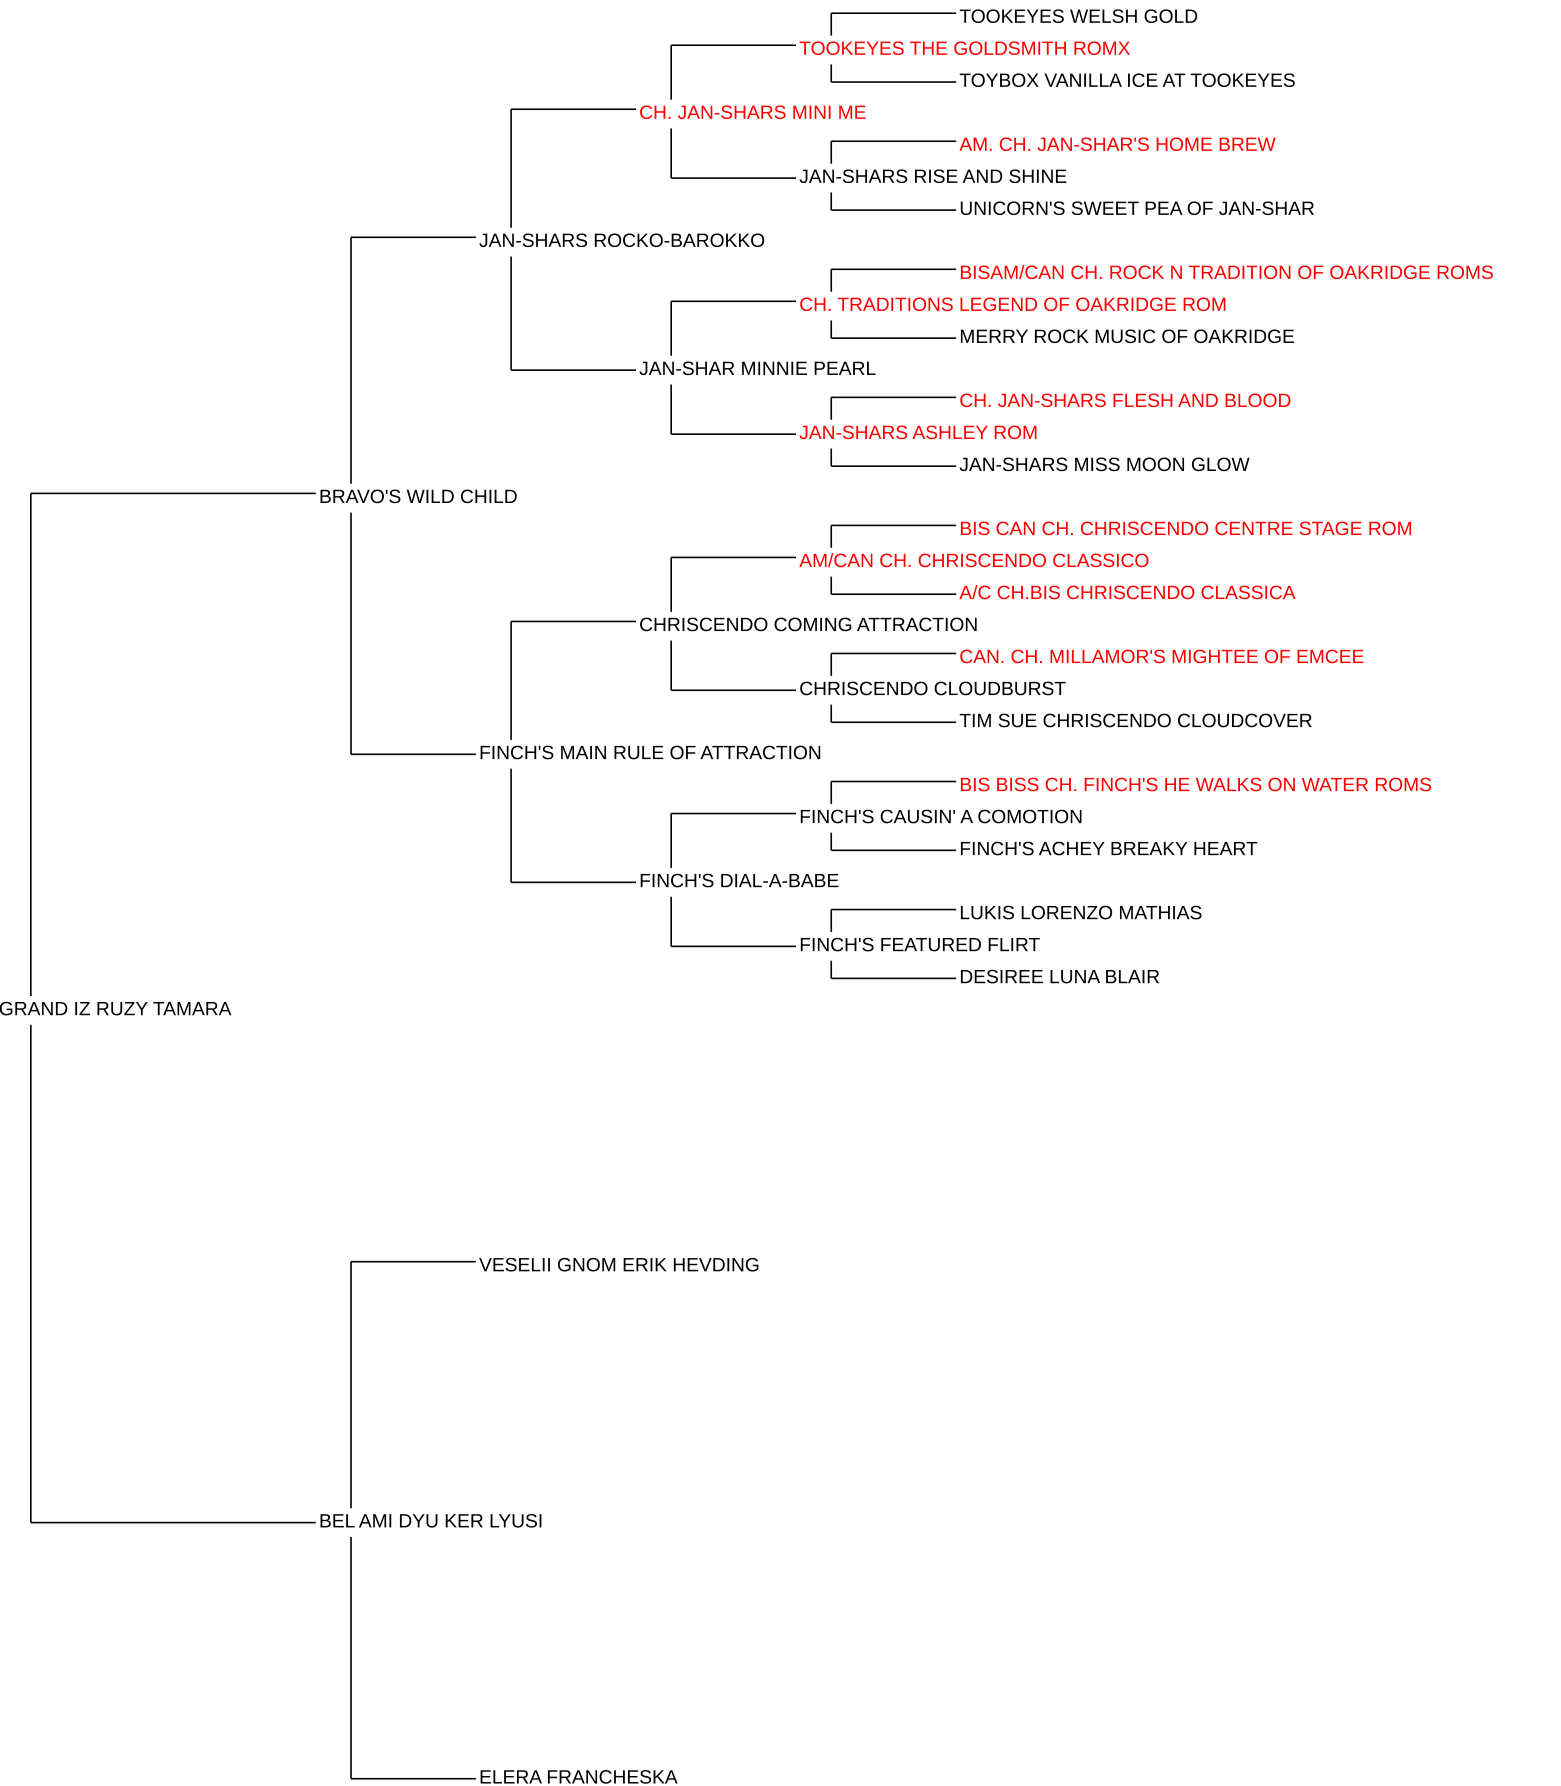 TOOKEYES WELSH GOLD
TOOKEYES THE GOLDSMITH ROMX
TOYBOX VANILLA ICE AT TOOKEYES
CH. JAN-SHARS MINI ME
AM. CH. JAN-SHAR'S HOME BREW
JAN-SHARS RISE AND SHINE
UNICORN'S SWEET PEA OF JAN-SHAR
JAN-SHARS ROCKO-BAROKKO
BISAM/CAN CH. ROCK N TRADITION OF OAKRIDGE ROMS
CH. TRADITIONS LEGEND OF OAKRIDGE ROM
MERRY ROCK MUSIC OF OAKRIDGE
JAN-SHAR MINNIE PEARL
CH. JAN-SHARS FLESH AND BLOOD
JAN-SHARS ASHLEY ROM
JAN-SHARS MISS MOON GLOW
BRAVO'S WILD CHILD
BIS CAN CH. CHRISCENDO CENTRE STAGE ROM
AM/CAN CH. CHRISCENDO CLASSICO
A/C CH.BIS CHRISCENDO CLASSICA
CHRISCENDO COMING ATTRACTION
CAN. CH. MILLAMOR'S MIGHTEE OF EMCEE
CHRISCENDO CLOUDBURST
TIM SUE CHRISCENDO CLOUDCOVER
FINCH'S MAIN RULE OF ATTRACTION
BIS BISS CH. FINCH'S HE WALKS ON WATER ROMS
FINCH'S CAUSIN' A COMOTION
FINCH'S ACHEY BREAKY HEART
FINCH'S DIAL-A-BABE
LUKIS LORENZO MATHIAS
FINCH'S FEATURED FLIRT
DESIREE LUNA BLAIR
GRAND IZ RUZY TAMARA
VESELII GNOM ERIK HEVDING
BEL AMI DYU KER LYUSI
ELERA FRANCHESKA